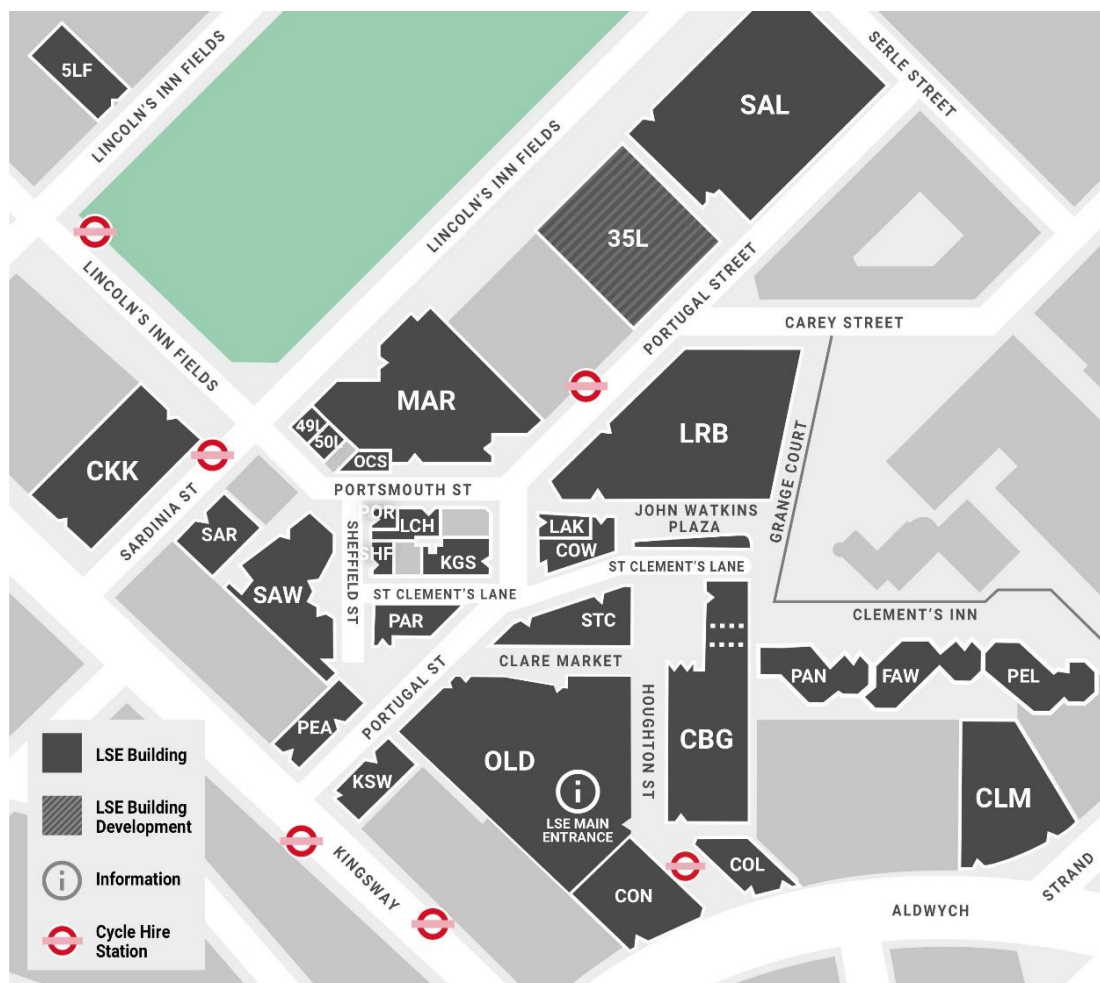 5LF
LINCOLN'S INN FIELDS
SERLE STREET
SAL
LINCOLN'S INN FIELDS
35L
LINCOLN'S INN FIELDS
PORTUGAL STREET
CAREY STREET
MAR
49L
50L
OCS
LRB
CKK
GRANGE COURT
SARDINIA ST
PORTSMOUTH ST
SAR
POR
LCH
SHEFFIELD ST
LAK
JOHN WATKINS
PLAZA
SHF
KGS
COW
ST CLEMENT'S LANE
SAW
ST CLEMENT'S LANE
PAR
STC
CLEMENT'S INN
CLARE MARKET
PAN
FAW
PEL
PORTUGAL ST
HOUGHTON ST
PEA
CBG
OLD
KSW
CLM
LSE MAIN
ENTRANCE
KINGSWAY
COL
CON
STRAND
ALDWYCH
LSE Building
LSE Building
Development
Information
Cycle Hire
Station